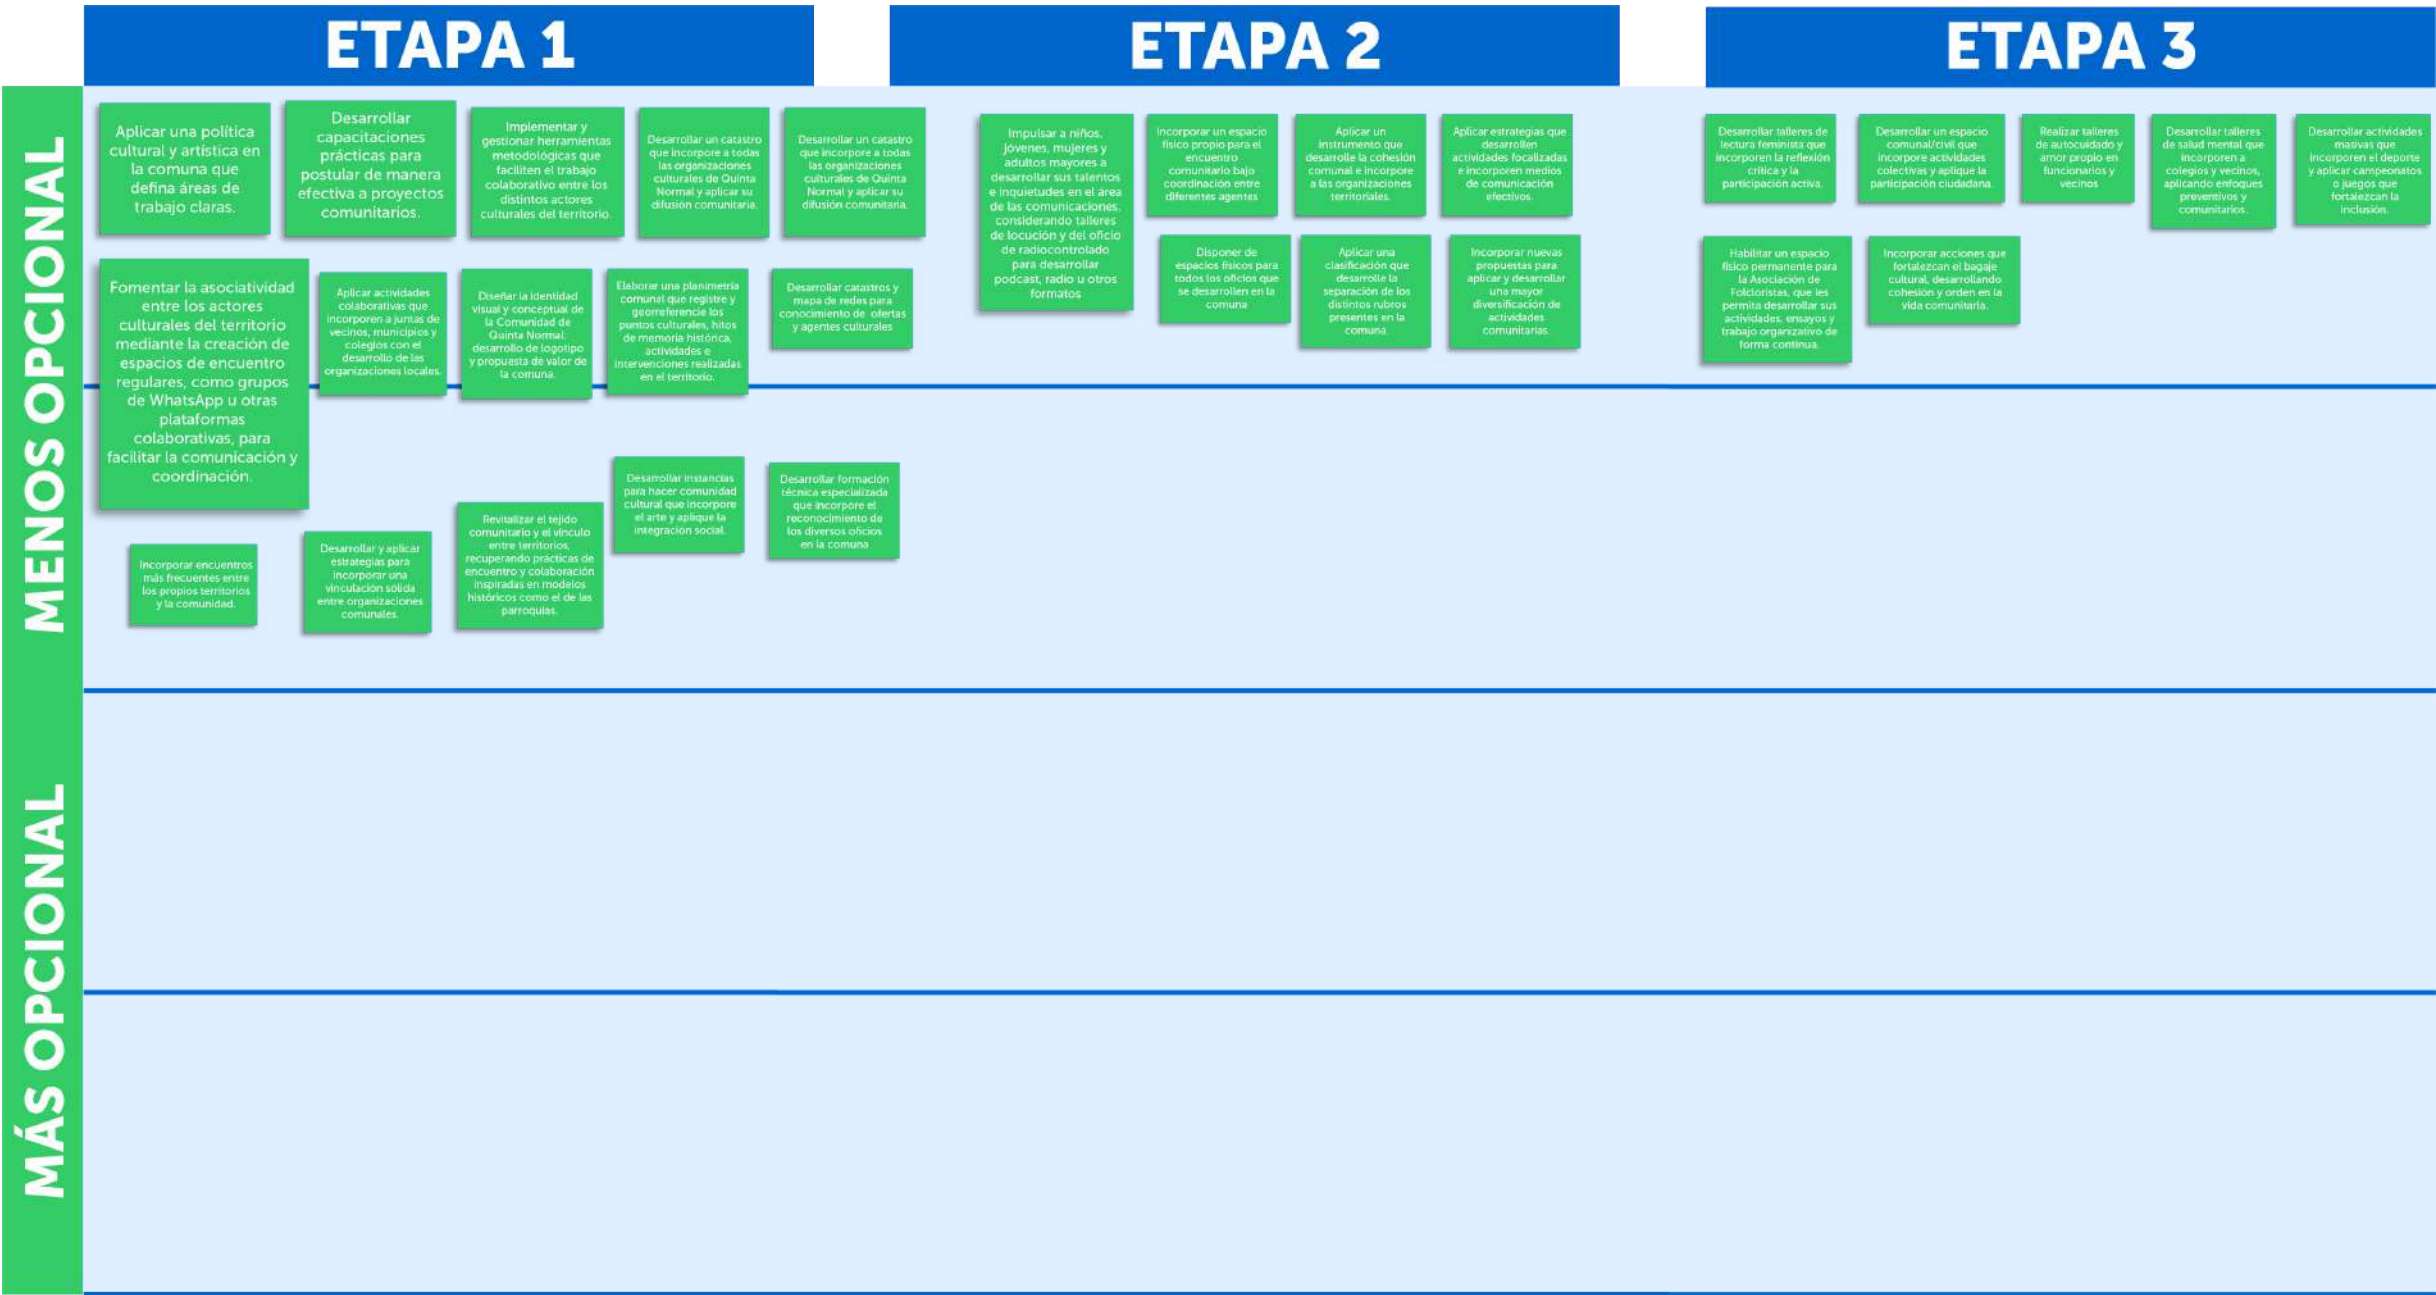 ETAPA 1
ETAPA 2
ETAPA 3
MENOS OPCIONAL
MÁS OPCIONAL
Aplicar una política
cultural y artística en
la comuna que
defina áreas de
trabajo claras.
Desarrollar
capacitaciones
prácticas para
postular de manera
efectiva a proyectos
comunitarios.
Implementar y
gestionar herramientas
metodológicas que
faciliten el trabajo
colaborativo entre los
distintos actores
culturales del territorio.
Desarrollar un catastro
que incorpore a todas
las organizaciones
culturales de Quinta
Normal y aplicar su
difusión comunitaria.
Desarrollar un catastro
que incorpore a todas
las organizaciones
culturales de Quinta
Normal y aplicar su
difusión comunitaria.
Fomentar la asociatividad
entre los actores
culturales del territorio
mediante la creación de
espacios de encuentro
regulares, como grupos
de WhatsApp u otras
plataformas
colaborativas, para
facilitar la comunicación y
coordinación.
Aplicar actividades
colaborativas que
incorporen a juntas de
vecinos, municipios y
colegios con el
desarrollo de las
organizaciones locales.
Diseñar la identidad
visual y conceptual de
la Comunidad de
Quinta Normal:
desarrollo de logotipo
y propuesta de valor de
la comuna.
Elaborar una planimetría
comunal que registre y
georreferencie los
puntos culturales, hitos
de memoria histórica,
actividades e
intervenciones realizadas
en el territorio.
Desarrollar catastros y
mapa de redes para
conocimiento de ofertas
y agentes culturales
Incorporar encuentros
más frecuentes entre
los propios territorios
y la comunidad.
Desarrollar y aplicar
estrategias para
incorporar una
vinculación sólida
entre organizaciones
comunales.
Revitalizar el tejido
comunitario y el vínculo
entre territorios,
recuperando prácticas de
encuentro y colaboración
inspiradas en modelos
históricos como el de las
parroquias.
Desarrollar instancias
para hacer comunidad
cultural que incorpore
el arte y aplique la
integración social.
Desarrollar formación
técnica especializada
que incorpore el
reconocimiento de
los diversos oficios
en la comuna
Impulsar a niños,
jóvenes, mujeres y
adultos mayores a
desarrollar sus talentos
e inquietudes en el área
de las comunicaciones,
considerando talleres
de locución y del oficio
de radiocontrolado
para desarrollar
podcast, radio u otros
formatos
Incorporar un espacio
físico propio para el
encuentro
comunitario bajo
coordinación entre
diferentes agentes
Aplicar un
instrumento que
desarrolle la cohesión
comunal e incorpore
a las organizaciones
territoriales.
Aplicar estrategias que
desarrollen
actividades focalizadas
e incorporen medios
de comunicación
efectivos.
Disponer de
espacios físicos para
todos los oficios que
se desarrollen en la
comuna
Aplicar una
clasificación que
desarrolle la
separación de los
distintos rubros
presentes en la
comuna.
Incorporar nuevas
propuestas para
aplicar y desarrollar
una mayor
diversificación de
actividades
comunitarias.
Desarrollar talleres de
lectura feminista que
incorporen la reflexión
crítica y la
participación activa.
Desarrollar un espacio
comunal/civil que
incorpore actividades
colectivas y aplique la
participación ciudadana.
Realizar talleres
de autocuidado y
amor propio en
funcionarios y
vecinos
Desarrollar talleres
de salud mental que
incorporen a
colegios y vecinos,
aplicando enfoques
preventivos y
comunitarios.
Desarrollar actividades
masivas que
incorporen el deporte
y aplicar campeonatos
o juegos que
fortalezcan la
inclusión.
Habilitar un espacio
físico permanente para
la Asociación de
Folcloristas, que les
permita desarrollar sus
actividades, ensayos y
trabajo organizativo de
forma continua.
Incorporar acciones que
fortalezcan el bagaje
cultural, desarrollando
cohesión y orden en la
vida comunitaria.